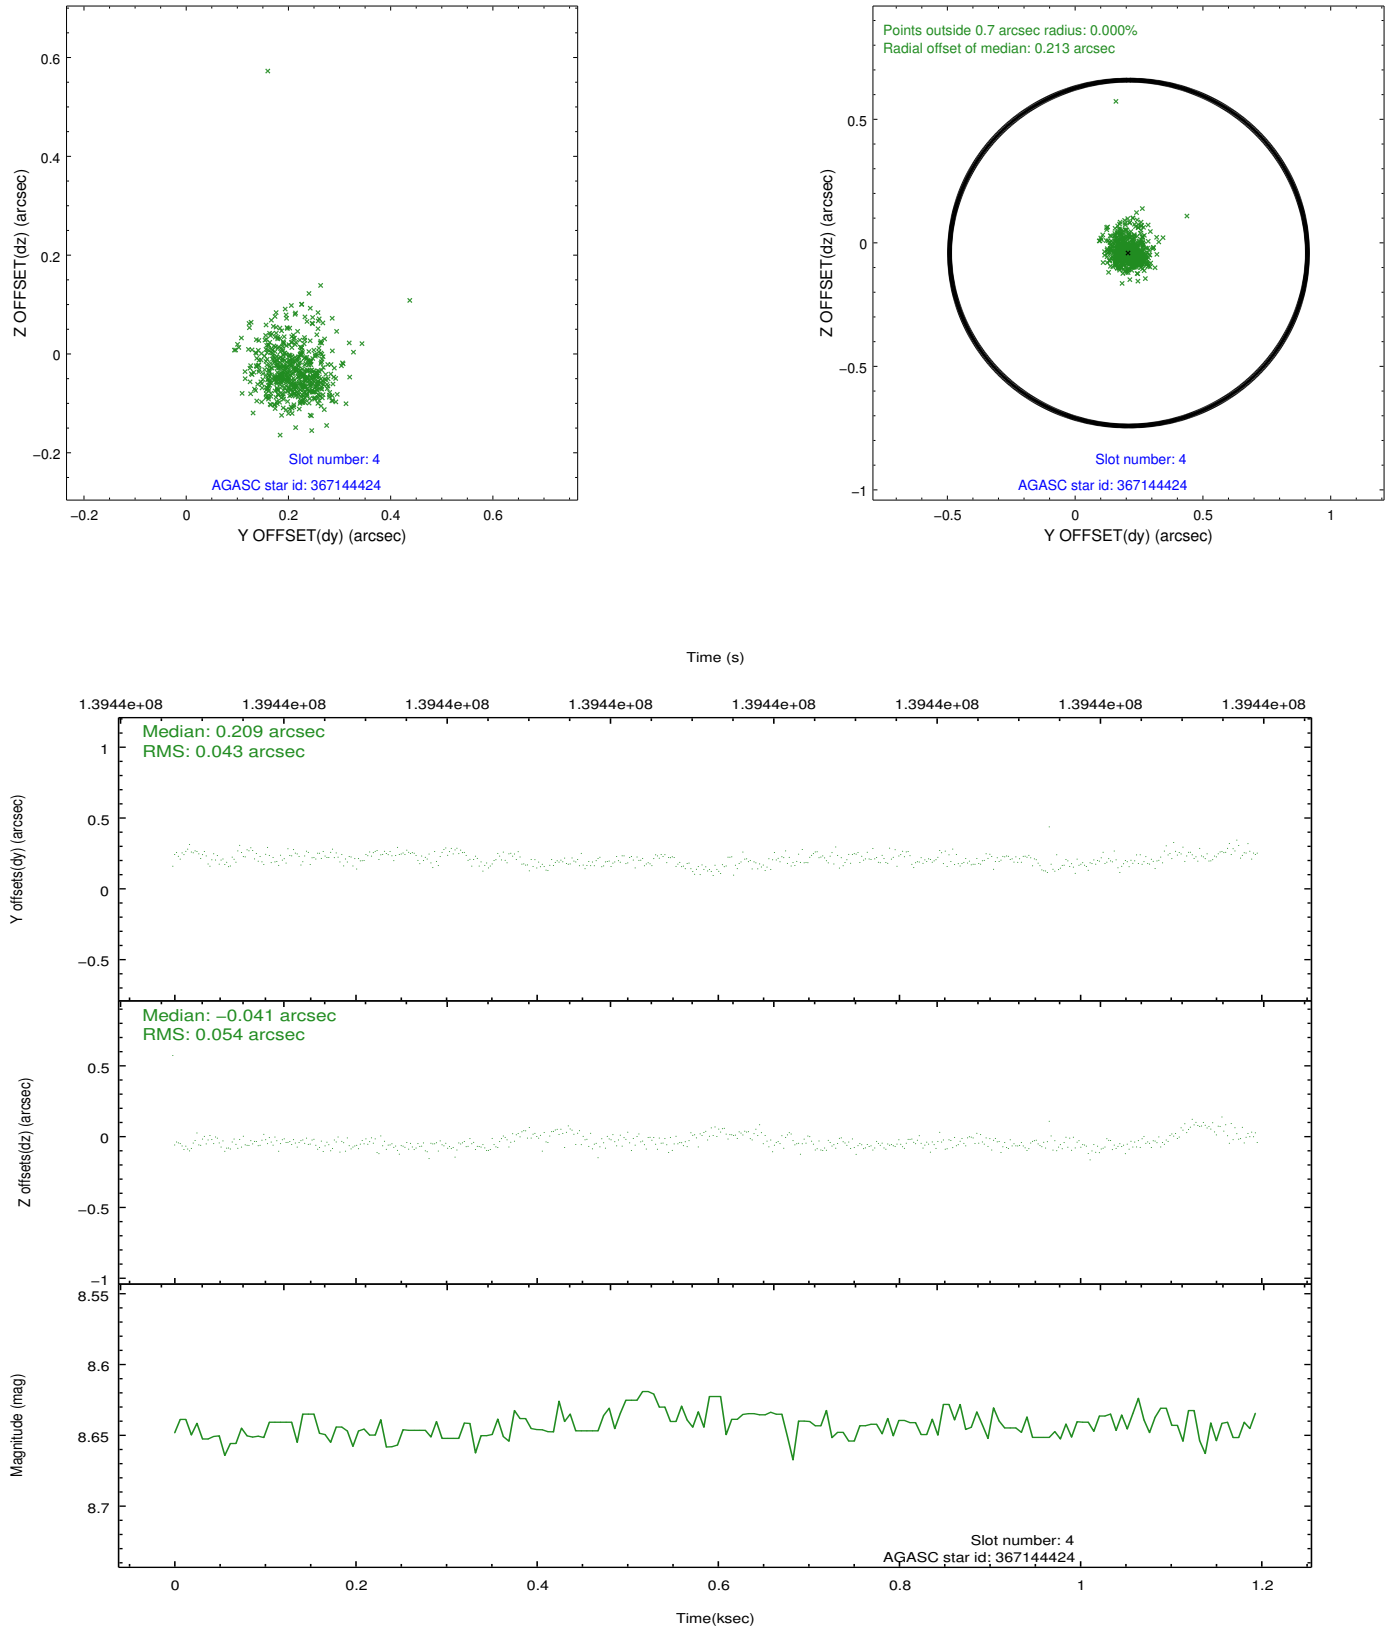 0.6
0.4
0.2
0
−0.2
Z OFFSET(dz) (arcsec)
Slot number: 4
AGASC star id: 367144424
−0.2 0 0.2 0.4 0.6
Y OFFSET(dy) (arcsec)
Points outside 0.7 arcsec radius: 0.000%
Radial offset of median: 0.213 arcsec
0.5
0
−0.5
−1
Z OFFSET(dz) (arcsec)
Slot number: 4
AGASC star id: 367144424
−0.5 0 0.5 1
Y OFFSET(dy) (arcsec)
Time (s)
1.3944e+08 1.3944e+08 1.3944e+08 1.3944e+08 1.3944e+08 1.3944e+08 1.3944e+08 1.3944e+08
Median: 0.209 arcsec
RMS: 0.043 arcsec
1
0.5
0
−0.5
Y offsets(dy) (arcsec)
Median: −0.041 arcsec
RMS: 0.054 arcsec
0.5
0
−0.5
−1
Z offsets(dz) (arcsec)
8.55
8.6
8.65
8.7
Magnitude (mag)
Slot number: 4
AGASC star id: 367144424
0 0.2 0.4 0.6 0.8 1 1.2
Time(ksec)